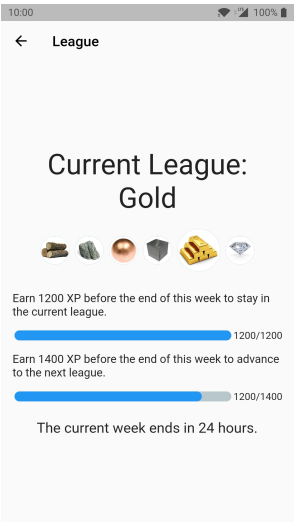 10:00
100%
League
Current League:
Gold
Earn 1200 XP before the end of this week to stay in
the current league.
1200/1200
Earn 1400 XP before the end of this week to advance
to the next league.
1200/1400
The current week ends in 24 hours.